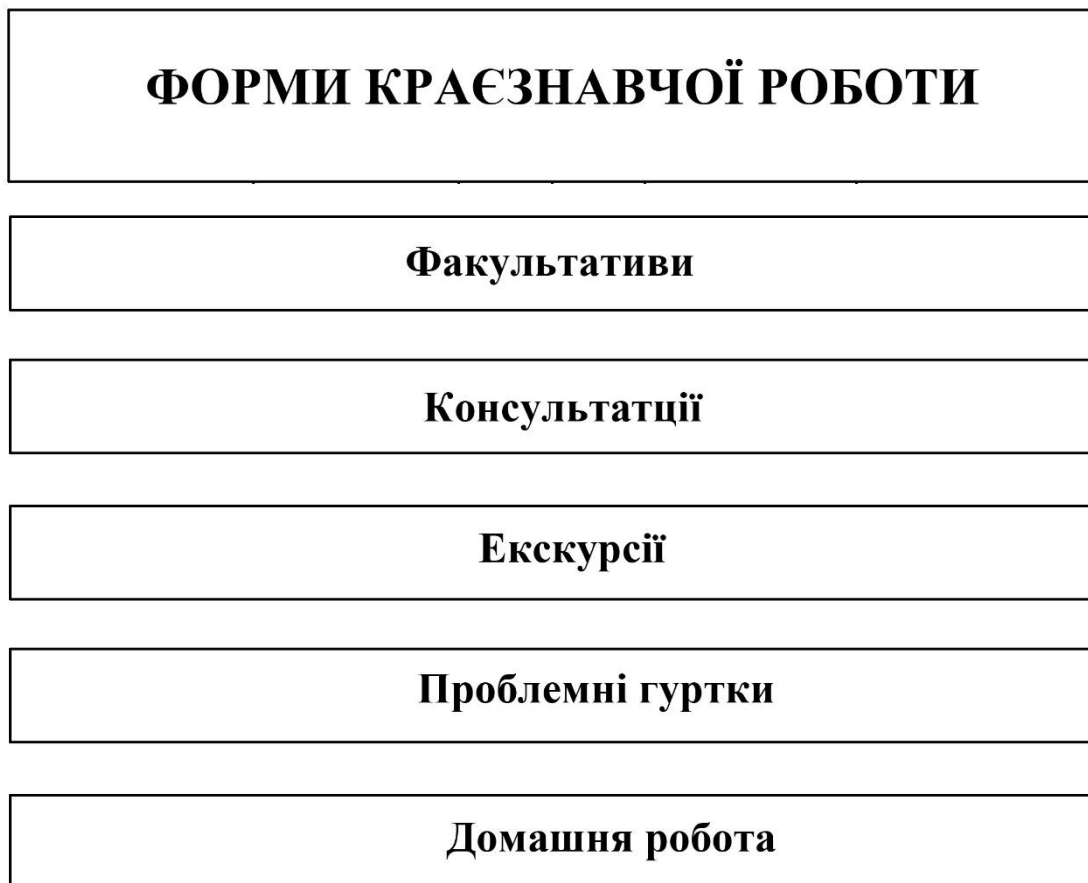 ФОРМИ КРАЄЗНАВЧОЇ РОБОТИ
Факультативи
Консультатції
Екскурсії
Проблемні гуртки
Домашня робота